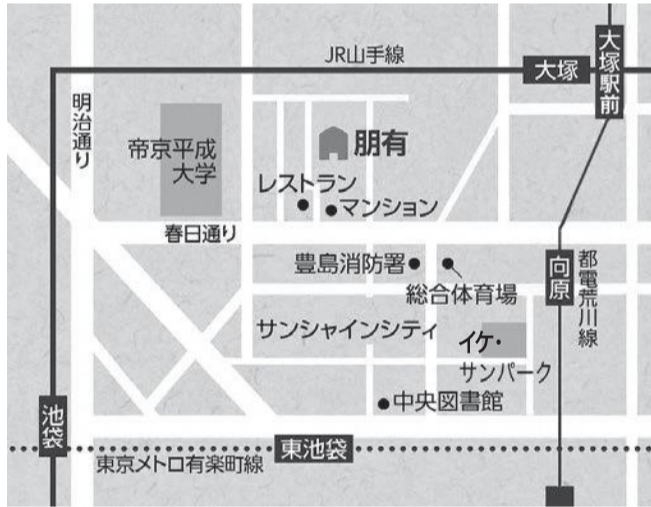 JR山手線
大塚
大塚駅前
明治通り
帝京平成
大学
朋有
レストラン
マンション
春日通り
豊島消防署
総合体育場
向原
都電荒川線
サンシャインシティ
イケ・
サンパーク
中央図書館
池袋
東池袋
東京メトロ有楽町線